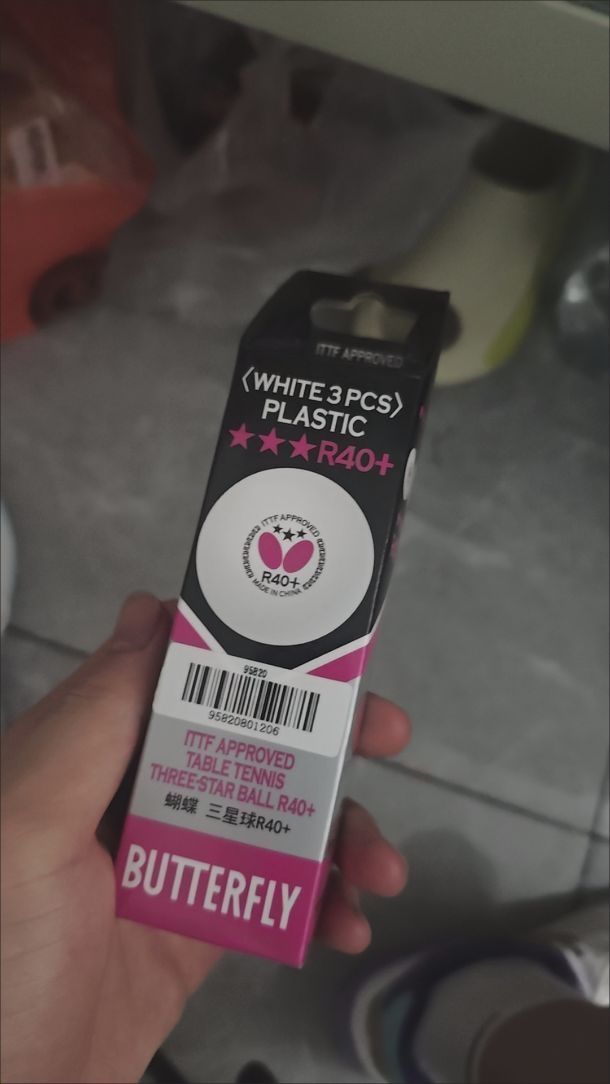 ITTF APPROVED
〈WHITE 3 PCS〉
PLASTIC
★★★R40+
ITTF APPROVED
★★★
R40+
MADE IN CHINA
95820
95820801206
ITTF APPROVED
TABLE TENNIS
THREE-STAR BALL R40+
蝴蝶 三星球R40+
BUTTERFLY